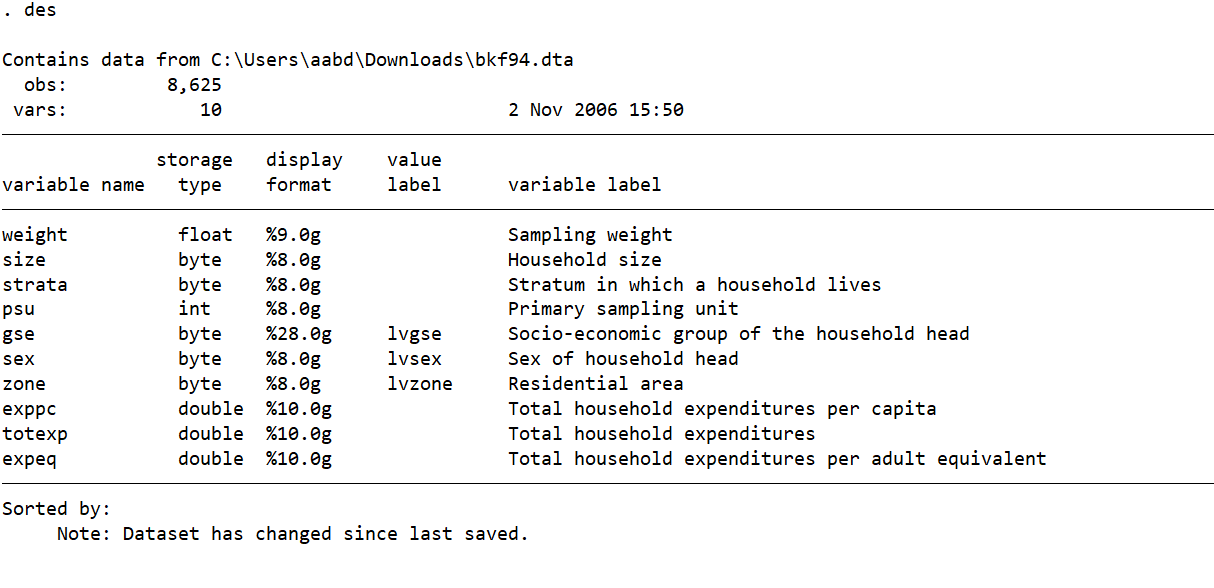 . des
Contains data from C:\Users\aabd\Downloads\bkf94.dta
obs: 8,625
vars: 10 2 Nov 2006 15:50
storage display value
variable name type format label variable label
weight float %9.0g Sampling weight
size byte %8.0g Household size
strata byte %8.0g Stratum in which a household lives
psu int %8.0g Primary sampling unit
gse byte %28.0g lvgse Socio-economic group of the household head
sex byte %8.0g lvsex Sex of household head
zone byte %8.0g lvzone Residential area
exppc double %10.0g Total household expenditures per capita
totexp double %10.0g Total household expenditures
expeq double %10.0g Total household expenditures per adult equivalent
Sorted by:
Note: Dataset has changed since last saved.